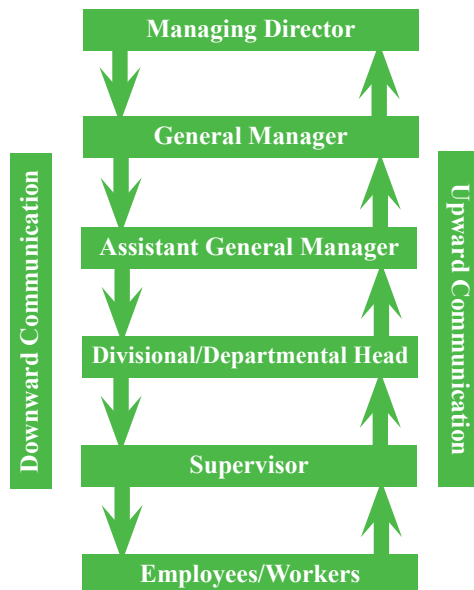 Managing Director
General Manager
Downward Communication
Upward Communication
Assistant General Manager
Divisional/Departmental Head
Supervisor
Employees/Workers